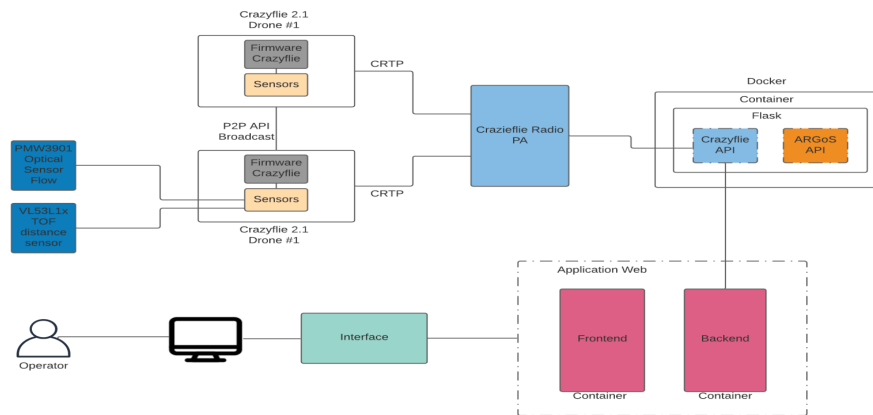 Crazyflie 2.1
Drone #1
Firmware
Crazyflie
Sensors
CRTP
P2P API
Broadcast
PMW3901
Optical
Sensor
Flow
VL53L1x
TOF
distance
sensor
Firmware
Crazyflie
Sensors
CRTP
Crazyflie 2.1
Drone #1
Crazieflie Radio
PA
Docker
Container
Flask
Crazyflie
API
ARGoS
API
Application Web
Frontend
Backend
Container
Container
Interface
Operator